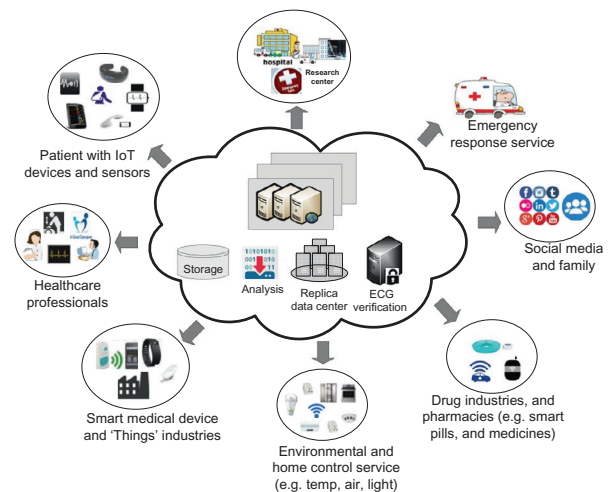 hospital
Research
center
Emergency
response service
Patient with IoT
devices and sensors
Social media
and family
Healthcare
professionals
Storage
Analysis
Replica
data center
ECG
verification
Smart medical device
and ‘Things’ industries
Environmental and
home control service
(e.g. temp, air, light)
Drug industries, and
pharmacies (e.g. smart
pills, and medicines)